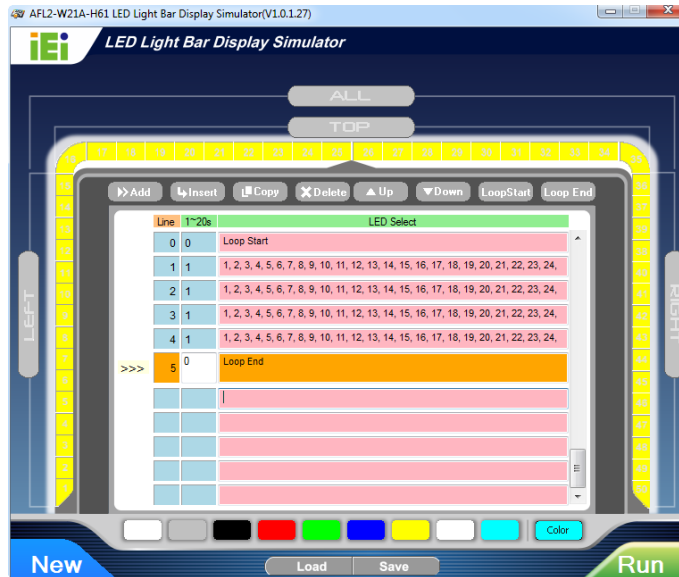 AFL2-W21A-H61 LED Light Bar Display Simulator(V1.0.1.27)
iEi LED Light Bar Display Simulator
ALL
TOP
Add Insert Copy Delete Up Down LoopStart Loop End
Line 1~20s LED Select
0 0 Loop Start
1 1 1, 2, 3, 4, 5, 6, 7, 8, 9, 10, 11, 12, 13, 14, 15, 16, 17, 18, 19, 20, 21, 22, 23, 24,
2 1 1, 2, 3, 4, 5, 6, 7, 8, 9, 10, 11, 12, 13, 14, 15, 16, 17, 18, 19, 20, 21, 22, 23, 24,
3 1 1, 2, 3, 4, 5, 6, 7, 8, 9, 10, 11, 12, 13, 14, 15, 16, 17, 18, 19, 20, 21, 22, 23, 24,
4 1 1, 2, 3, 4, 5, 6, 7, 8, 9, 10, 11, 12, 13, 14, 15, 16, 17, 18, 19, 20, 21, 22, 23, 24,
>>> 5 0 Loop End
LEFT
RIGHT
Color
New
Load Save
Run